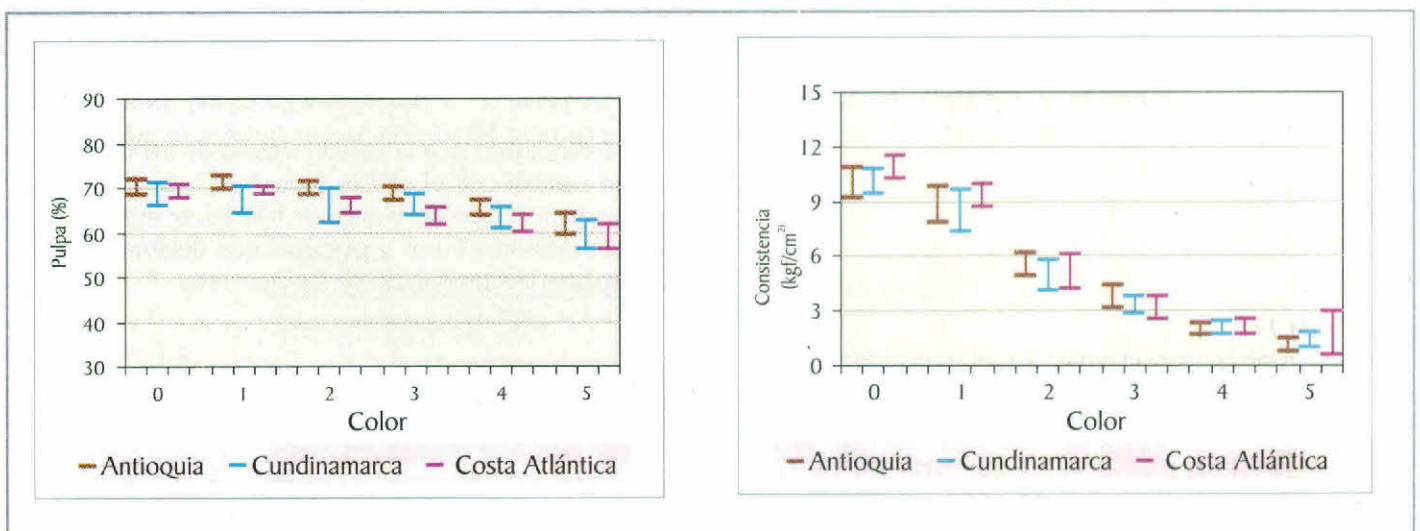 90
80
70
60
50
40
30
Pulpa (%)
0 1 2 3 4 5
Color
Antioquia Cundinamarca Costa Atlántica
15
12
9
6
3
0
Consistencia
(kgf/cm²)
0 1 2 3 4 5
Color
Antioquia Cundinamarca Costa Atlántica